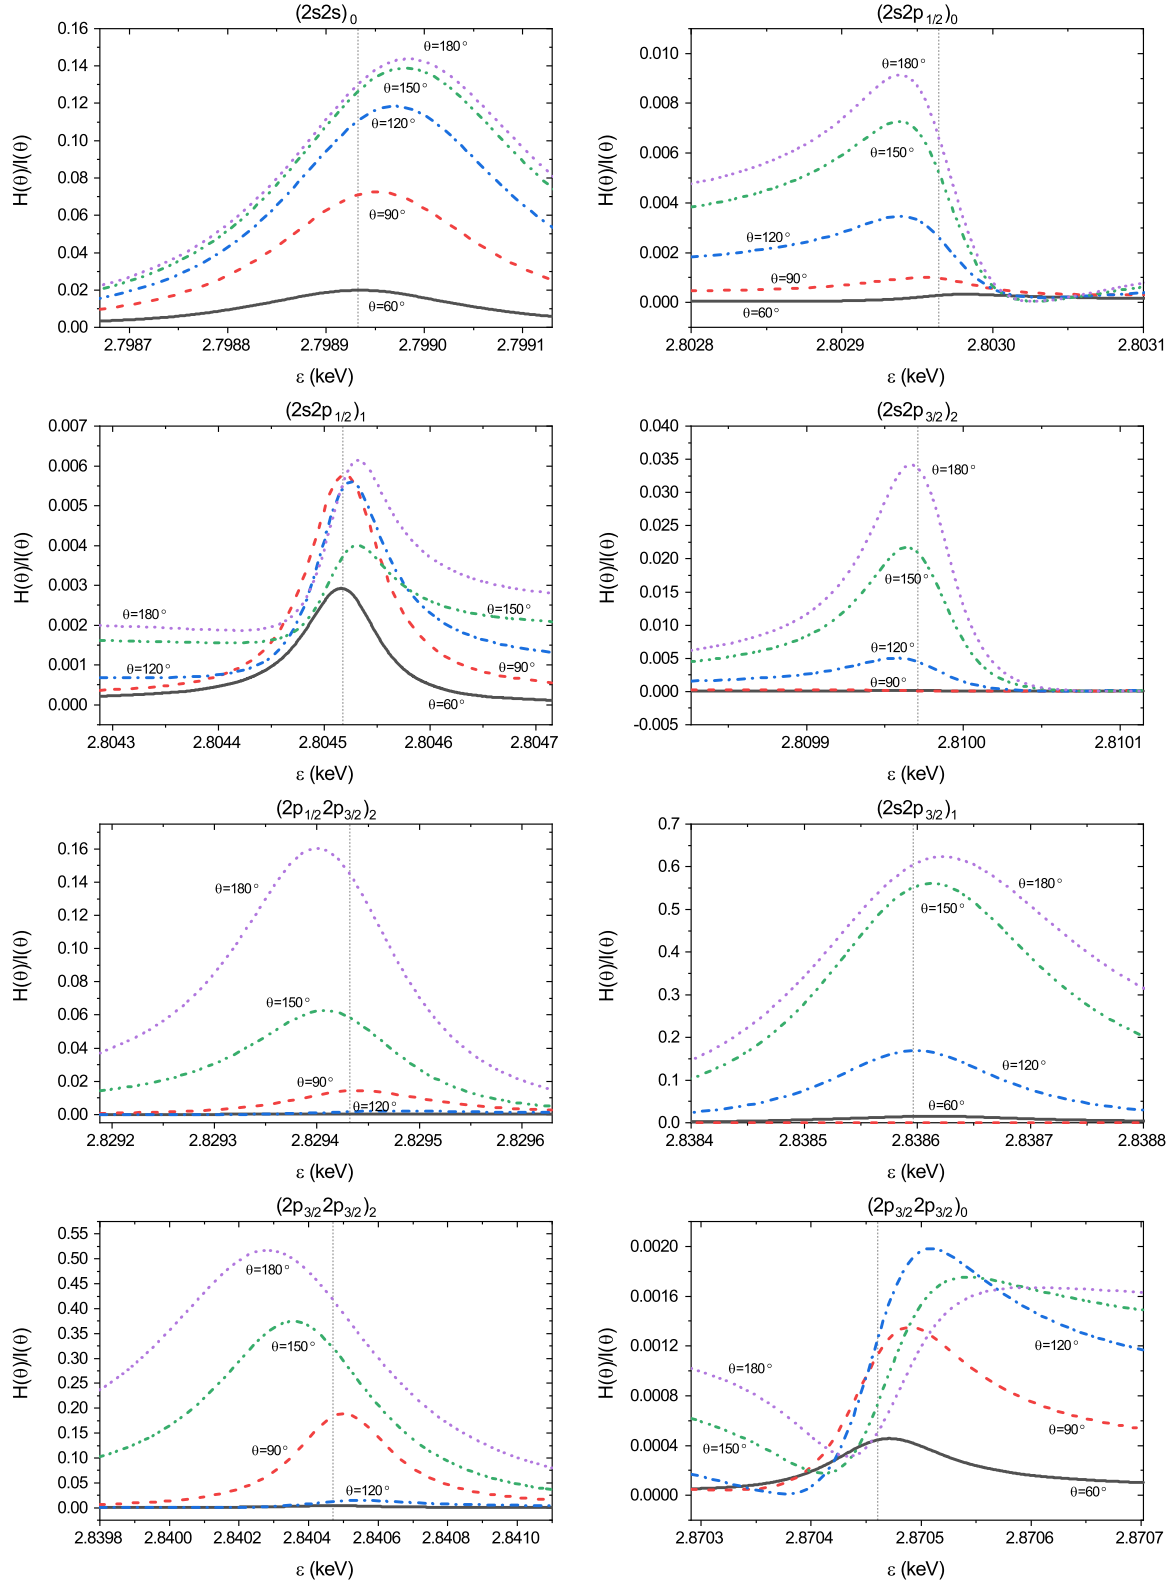 (2s2s)0
0.16
0.14
0.12
0.10
0.08
0.06
0.04
0.02
0.00
H(θ)/I(θ)
θ=180°
θ=150°
θ=120°
θ=90°
θ=60°
2.7987 2.7988 2.7989 2.7990 2.7991
ε (keV)
(2s2p1/2)0
0.010
0.008
0.006
0.004
0.002
0.000
H(θ)/I(θ)
θ=180°
θ=150°
θ=120°
θ=90°
θ=60°
2.8028 2.8029 2.8030 2.8031
ε (keV)
(2s2p1/2)1
0.007
0.006
0.005
0.004
0.003
0.002
0.001
0.000
H(θ)/I(θ)
θ=180°
θ=150°
θ=120°
θ=90°
θ=60°
2.8043 2.8044 2.8045 2.8046 2.8047
ε (keV)
(2s2p3/2)2
0.040
0.035
0.030
0.025
0.020
0.015
0.010
0.005
0.000
-0.005
H(θ)/I(θ)
θ=180°
θ=150°
θ=120°
θ=90°
2.8099 2.8100 2.8101
ε (keV)
(2p1/22p3/2)2
0.16
0.14
0.12
0.10
0.08
0.06
0.04
0.02
0.00
H(θ)/I(θ)
θ=180°
θ=150°
θ=90°
θ=120°
2.8292 2.8293 2.8294 2.8295 2.8296
ε (keV)
(2s2p3/2)1
0.7
0.6
0.5
0.4
0.3
0.2
0.1
0.0
H(θ)/I(θ)
θ=180°
θ=150°
θ=120°
θ=60°
2.8384 2.8385 2.8386 2.8387 2.8388
ε (keV)
(2p3/22p3/2)2
0.55
0.50
0.45
0.40
0.35
0.30
0.25
0.20
0.15
0.10
0.05
0.00
H(θ)/I(θ)
θ=180°
θ=150°
θ=90°
θ=120°
2.8398 2.8400 2.8402 2.8404 2.8406 2.8408 2.8410
ε (keV)
(2p3/22p3/2)0
0.0020
0.0016
0.0012
0.0008
0.0004
0.0000
H(θ)/I(θ)
θ=180°
θ=120°
θ=90°
θ=150°
θ=60°
2.8703 2.8704 2.8705 2.8706 2.8707
ε (keV)